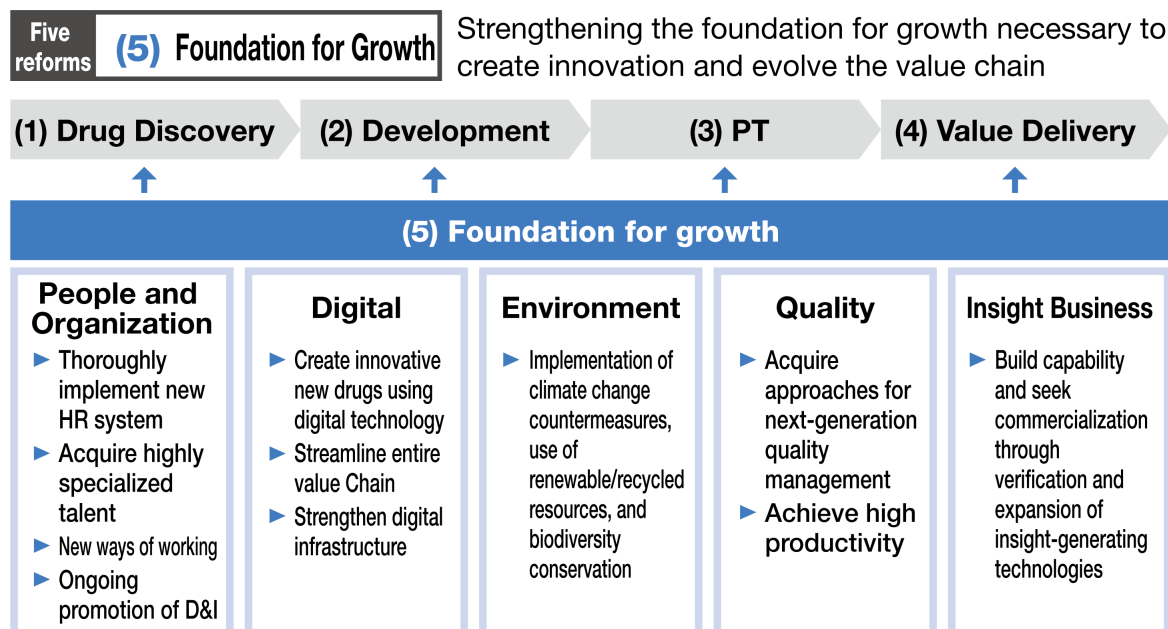 Five
reforms
(5) Foundation for Growth
Strengthening the foundation for growth necessary to
create innovation and evolve the value chain
(1) Drug Discovery
(2) Development
(3) PT
(4) Value Delivery
(5) Foundation for growth
People and
Organization
► Thoroughly
implement new
HR system
► Acquire highly
specialized
talent
► New ways of working
► Ongoing
promotion of D&I
Digital
► Create innovative
new drugs using
digital technology
► Streamline entire
value Chain
► Strengthen digital
infrastructure
Environment
► Implementation of
climate change
countermeasures,
use of
renewable/recycled
resources, and
biodiversity
conservation
Quality
► Acquire
approaches for
next-generation
quality
management
► Achieve high
productivity
Insight Business
► Build capability
and seek
commercialization
through
verification and
expansion of
insight-generating
technologies